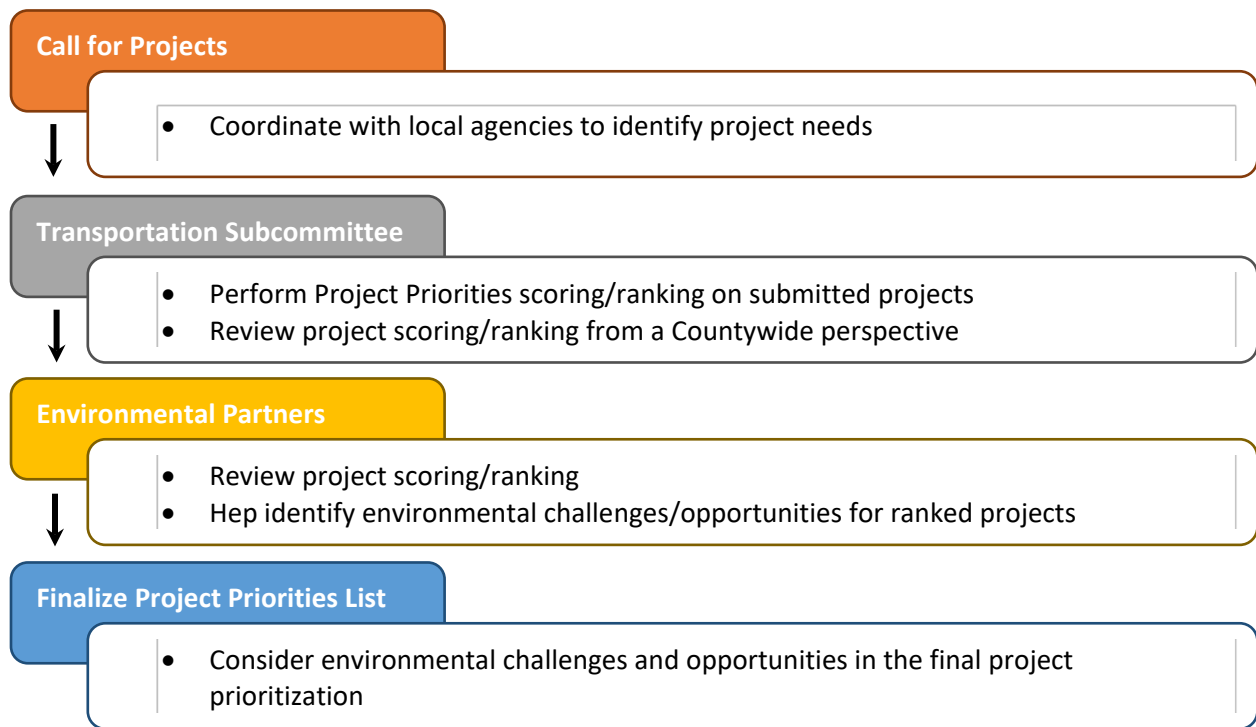 Call for Projects
• Coordinate with local agencies to identify project needs
Transportation Subcommittee
• Perform Project Priorities scoring/ranking on submitted projects
• Review project scoring/ranking from a Countywide perspective
Environmental Partners
• Review project scoring/ranking
• Hep identify environmental challenges/opportunities for ranked projects
Finalize Project Priorities List
• Consider environmental challenges and opportunities in the final project
prioritization